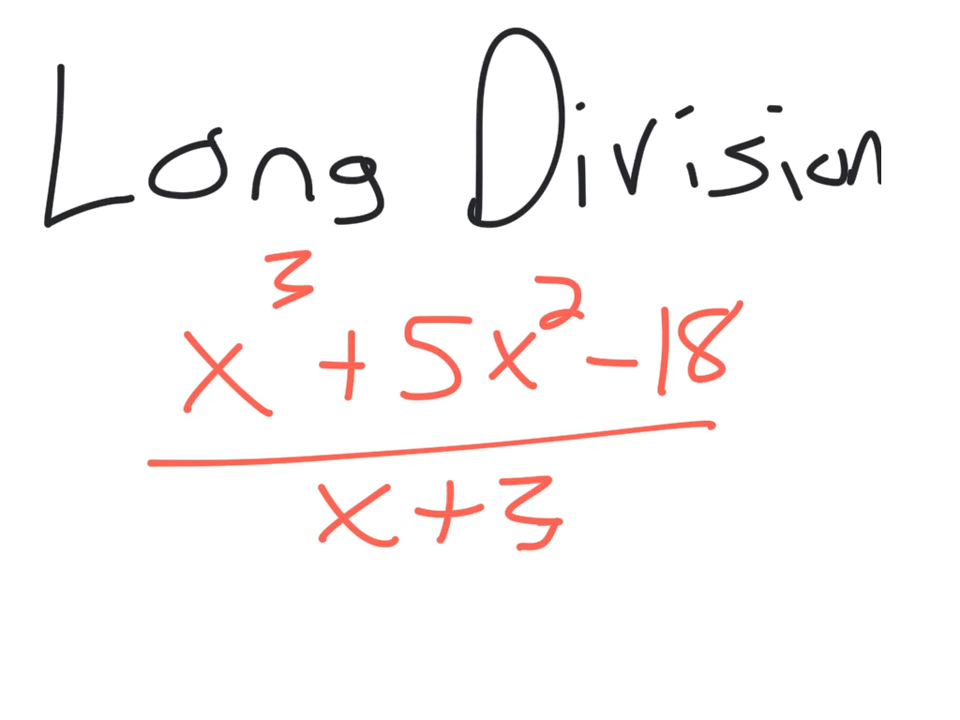 Long Division
x³ + 5x² - 18
x + 3